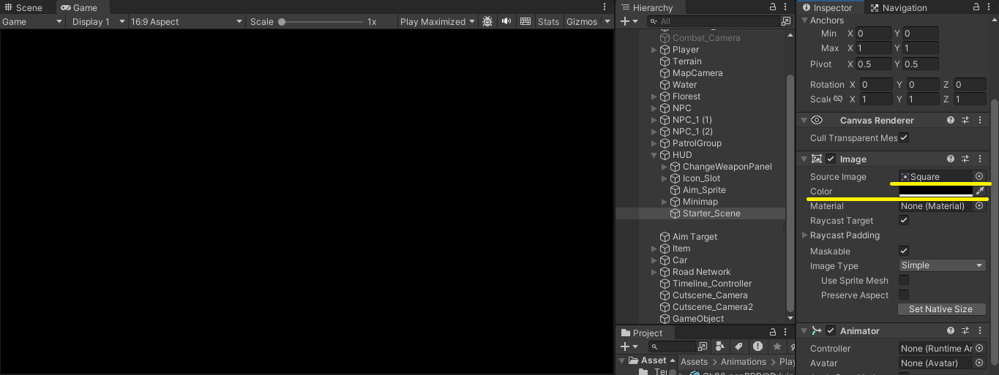 Scene
Game
Game
Display 1
16:9 Aspect
Scale
1x
Play Maximized
Stats
Gizmos
Hierarchy
All
Combat_Camera
Player
Terrain
MapCamera
Water
Florest
NPC
NPC_1 (1)
NPC_1 (2)
PatrolGroup
HUD
ChangeWeaponPanel
Icon_Slot
Aim_Sprite
Minimap
Starter_Scene
Aim Target
Item
Car
Road Network
Timeline_Controller
Cutscene_Camera
Cutscene_Camera2
GameObject
Project
Asset
Assets > Animations > Play
Inspector
Navigation
Anchors
Min X 0 Y 0
Max X 1 Y 1
Pivot X 0.5 Y 0.5
Rotation X 0 Y 0 Z 0
Scale X 1 Y 1 Z 1
Canvas Renderer
Cull Transparent Mes
Image
Source Image Square
Color
Material None (Material)
Raycast Target
Raycast Padding
Maskable
Image Type Simple
Use Sprite Mesh
Preserve Aspect
Set Native Size
Animator
Controller None (Runtime An
Avatar None (Avatar)